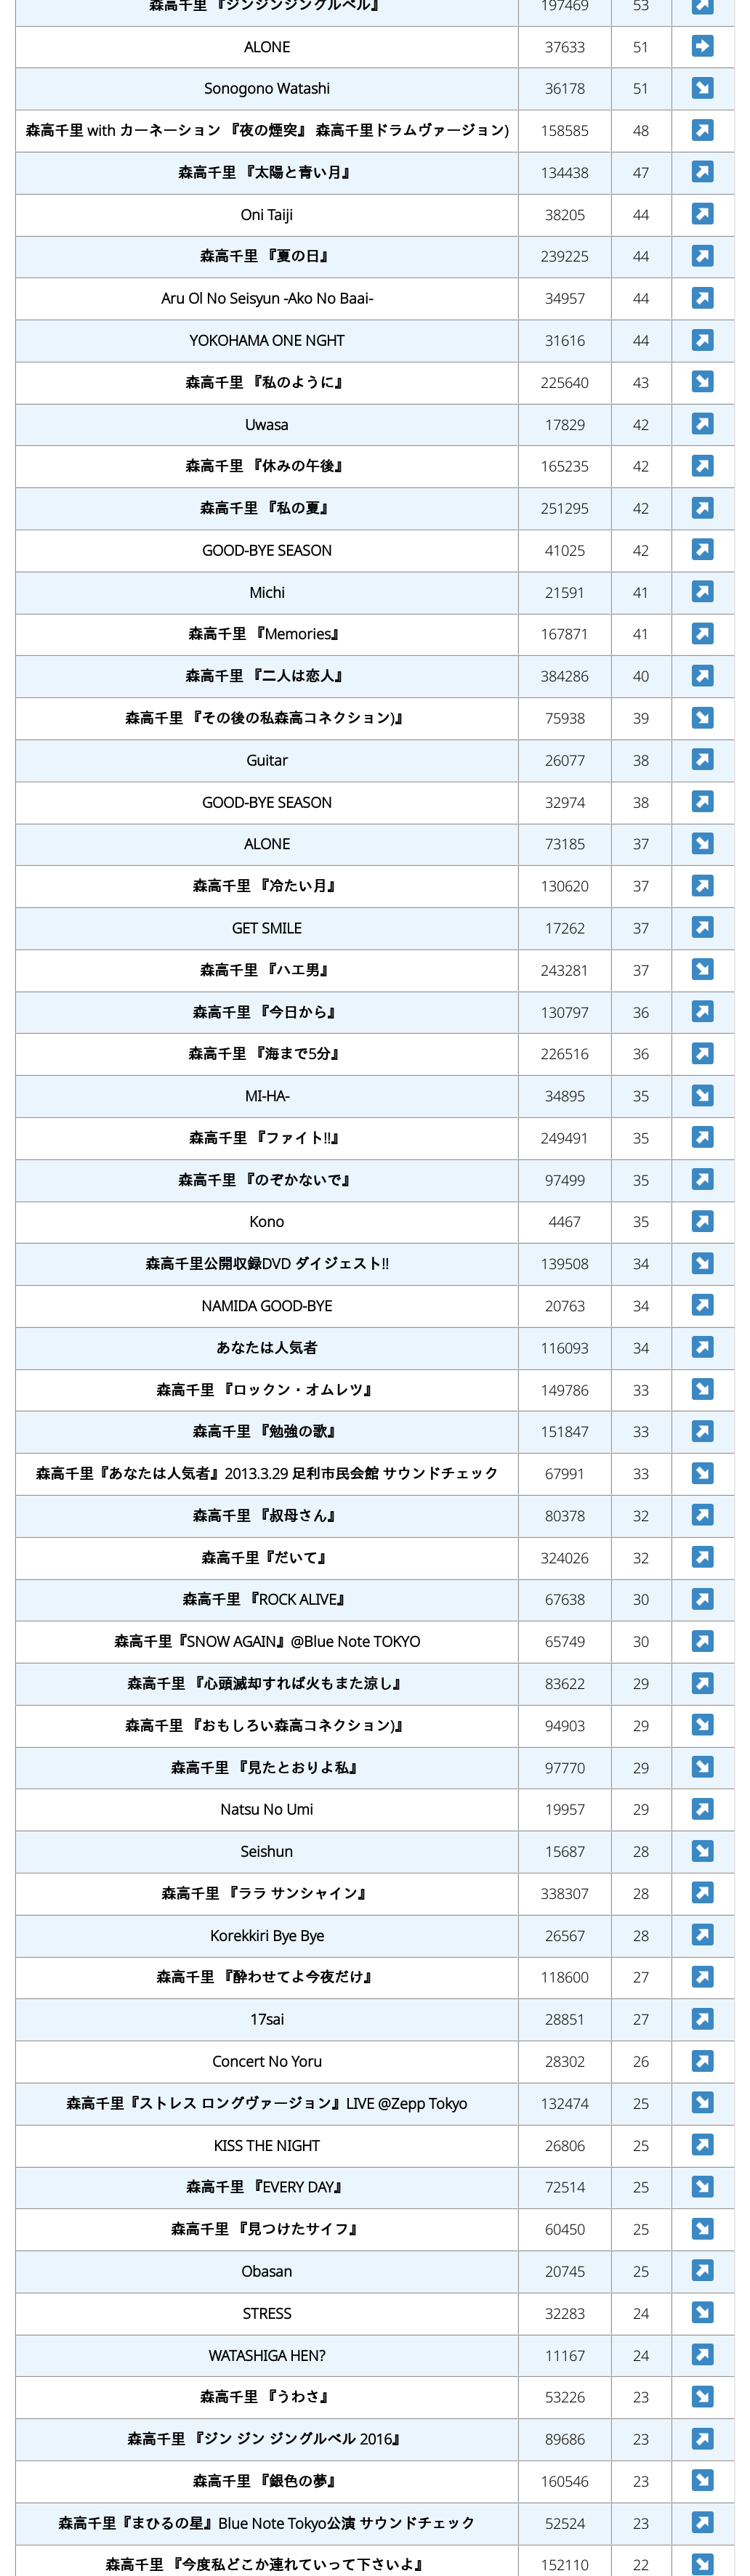 森高千里 『ジンジンジングルベル』 197469 53
ALONE 37633 51
Sonogono Watashi 36178 51
森高千里 with カーネーション 『夜の煙突』 森高千里ドラムヴァージョン) 158585 48
森高千里 『太陽と青い月』 134438 47
Oni Taiji 38205 44
森高千里 『夏の日』 239225 44
Aru Ol No Seisyun -Ako No Baai- 34957 44
YOKOHAMA ONE NGHT 31616 44
森高千里 『私のように』 225640 43
Uwasa 17829 42
森高千里 『休みの午後』 165235 42
森高千里 『私の夏』 251295 42
GOOD-BYE SEASON 41025 42
Michi 21591 41
森高千里 『Memories』 167871 41
森高千里 『二人は恋人』 384286 40
森高千里 『その後の私森高コネクション)』 75938 39
Guitar 26077 38
GOOD-BYE SEASON 32974 38
ALONE 73185 37
森高千里 『冷たい月』 130620 37
GET SMILE 17262 37
森高千里 『ハエ男』 243281 37
森高千里 『今日から』 130797 36
森高千里 『海まで5分』 226516 36
MI-HA- 34895 35
森高千里 『ファイト!!』 249491 35
森高千里 『のぞかないで』 97499 35
Kono 4467 35
森高千里公開収録DVD ダイジェスト!! 139508 34
NAMIDA GOOD-BYE 20763 34
あなたは人気者 116093 34
森高千里 『ロックン・オムレツ』 149786 33
森高千里 『勉強の歌』 151847 33
森高千里『あなたは人気者』2013.3.29 足利市民会館 サウンドチェック 67991 33
森高千里 『叔母さん』 80378 32
森高千里『だいて』 324026 32
森高千里 『ROCK ALIVE』 67638 30
森高千里『SNOW AGAIN』@Blue Note TOKYO 65749 30
森高千里 『心頭滅却すれば火もまた涼し』 83622 29
森高千里 『おもしろい森高コネクション)』 94903 29
森高千里 『見たとおりよ私』 97770 29
Natsu No Umi 19957 29
Seishun 15687 28
森高千里 『ララ サンシャイン』 338307 28
Korekkiri Bye Bye 26567 28
森高千里 『酔わせてよ今夜だけ』 118600 27
17sai 28851 27
Concert No Yoru 28302 26
森高千里『ストレス ロングヴァージョン』LIVE @Zepp Tokyo 132474 25
KISS THE NIGHT 26806 25
森高千里 『EVERY DAY』 72514 25
森高千里 『見つけたサイフ』 60450 25
Obasan 20745 25
STRESS 32283 24
WATASHIGA HEN? 11167 24
森高千里 『うわさ』 53226 23
森高千里 『ジン ジン ジングルベル 2016』 89686 23
森高千里 『銀色の夢』 160546 23
森高千里『まひるの星』Blue Note Tokyo公演 サウンドチェック 52524 23
森高千里 『今度私どこか連れていって下さいよ』 152110 22